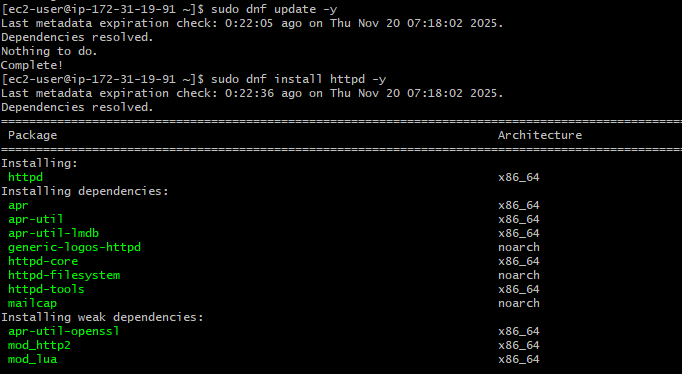 [ec2-user@ip-172-31-19-91 ~]$ sudo dnf update -y
Last metadata expiration check: 0:22:05 ago on Thu Nov 20 07:18:02 2025.
Dependencies resolved.
Nothing to do.
Complete!
[ec2-user@ip-172-31-19-91 ~]$ sudo dnf install httpd -y
Last metadata expiration check: 0:22:36 ago on Thu Nov 20 07:18:02 2025.
Dependencies resolved.
Package Architecture
Installing:
httpd x86_64
Installing dependencies:
apr x86_64
apr-util x86_64
apr-util-lmdb x86_64
generic-logos-httpd noarch
httpd-core x86_64
httpd-filesystem noarch
httpd-tools x86_64
mailcap noarch
Installing weak dependencies:
apr-util-openssl x86_64
mod_http2 x86_64
mod_lua x86_64